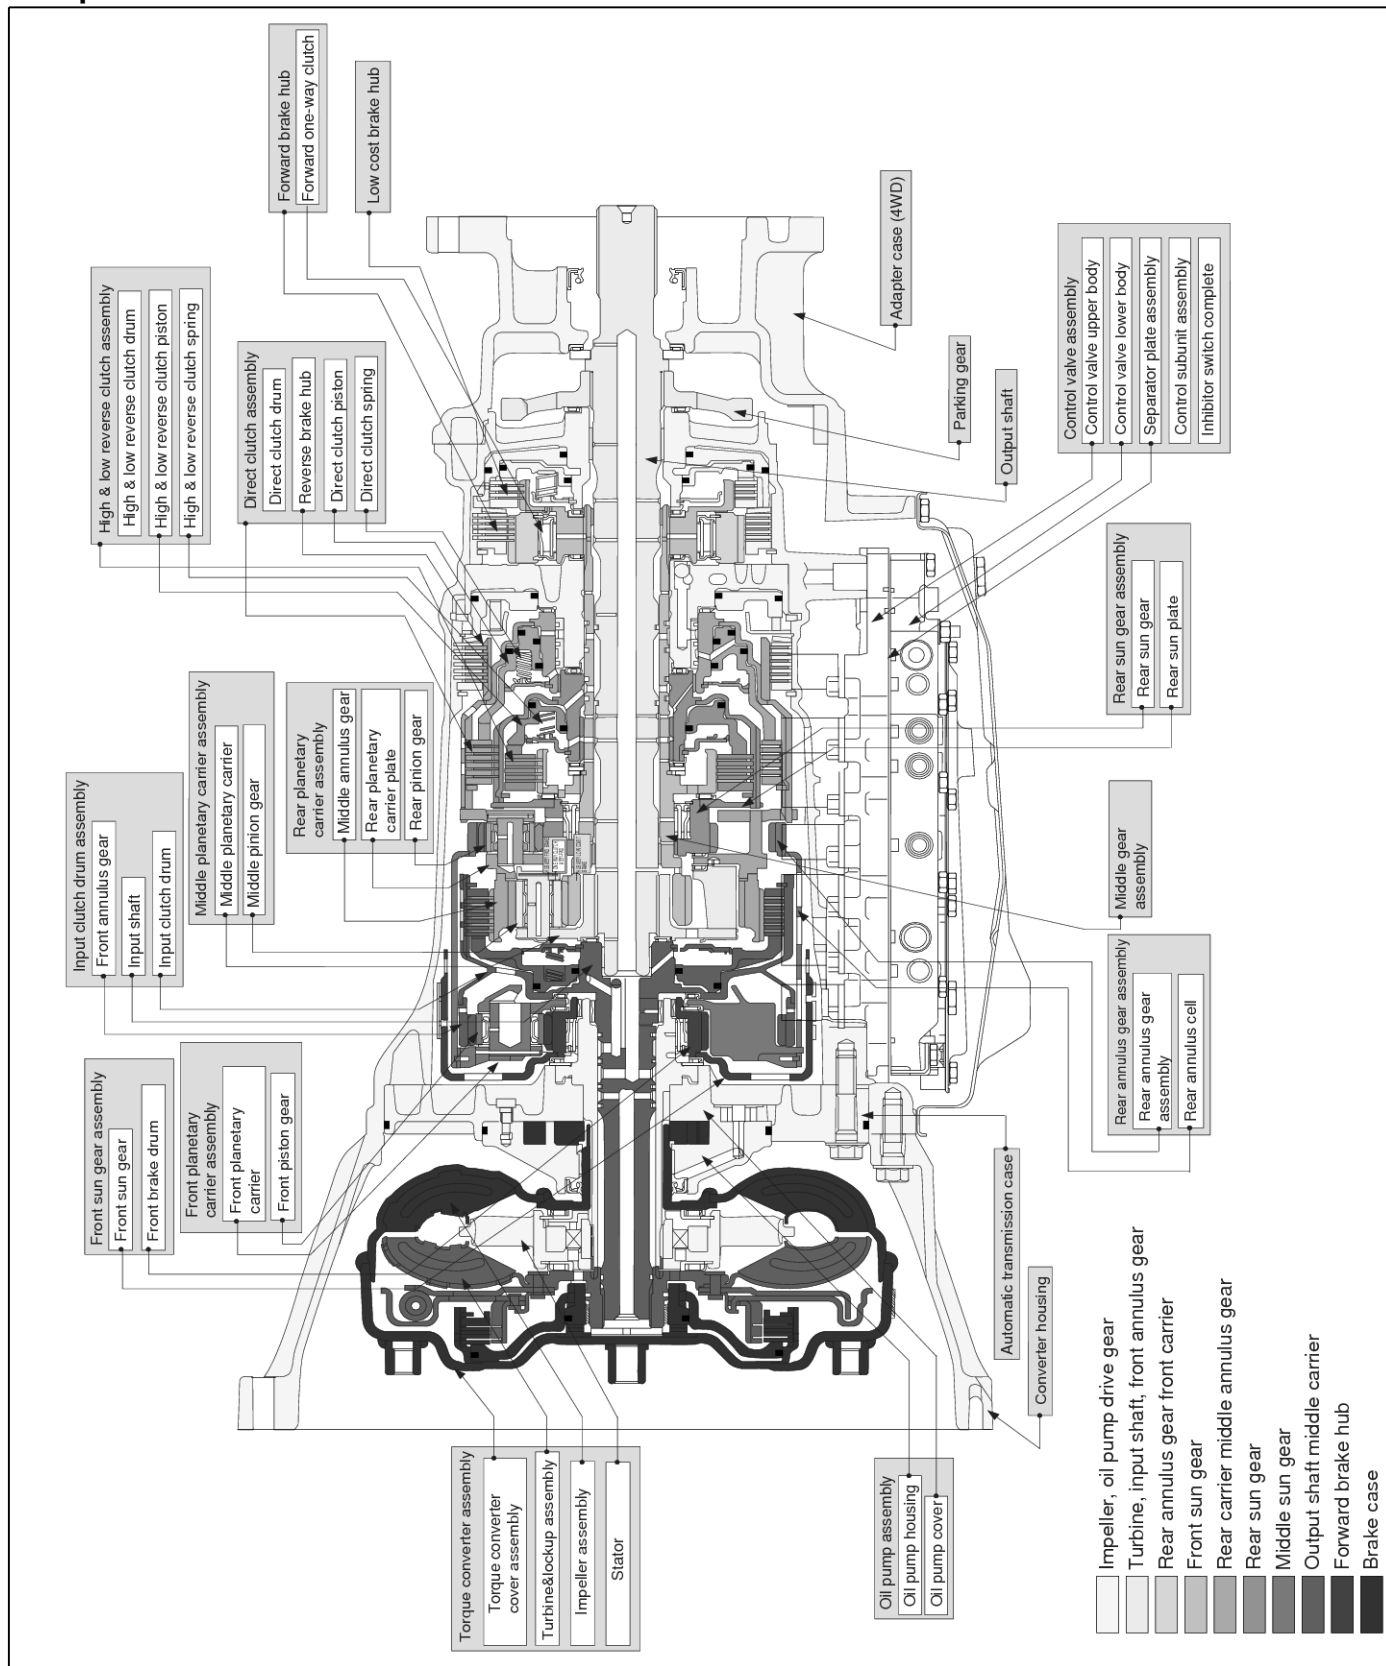 Forward brake hub
Forward one-way clutch
Low cost brake hub
High & low reverse clutch assembly
High & low reverse clutch drum
High & low reverse clutch piston
High & low reverse clutch spring
Direct clutch assembly
Direct clutch drum
Reverse brake hub
Direct clutch piston
Direct clutch spring
Input clutch drum assembly
Front annulus gear
Input shaft
Input clutch drum
Middle planetary carrier assembly
Middle planetary carrier
Middle pinion gear
Rear planetary
carrier assembly
Middle annulus gear
Rear planetary
carrier plate
Rear pinion gear
Front sun gear assembly
Front sun gear
Front brake drum
Front planetary
carrier assembly
Front planetary
carrier
Front piston gear
Torque converter assembly
Torque converter
cover assembly
Turbine&lockup assembly
Impeller assembly
Stator
Adapter case (4WD)
Parking gear
Output shaft
Control valve assembly
Control valve upper body
Control valve lower body
Separator plate assembly
Control subunit assembly
Inhibitor switch complete
Rear sun gear assembly
Rear sun gear
Rear sun plate
Middle gear
assembly
Rear annulus gear assembly
Rear annulus gear
assembly
Rear annulus cell
Automatic transmission case
Converter housing
Oil pump assembly
Oil pump housing
Oil pump cover
Impeller, oil pump drive gear
Turbine, input shaft, front annulus gear
Rear annulus gear front carrier
Front sun gear
Rear carrier middle annulus gear
Rear sun gear
Middle sun gear
Output shaft middle carrier
Forward brake hub
Brake case